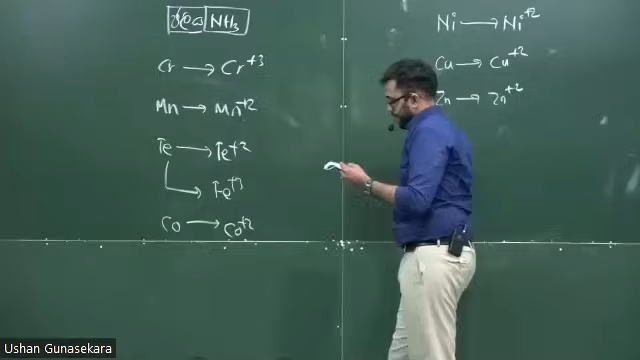 NH₃
Cr → Cr⁺³
Mn → Mn⁺²
Fe → Fe⁺²
Fe⁺³
Co → Co⁺²
Ni → Ni⁺²
Cu → Cu⁺²
Zn → Zn⁺²
Ushan Gunasekara